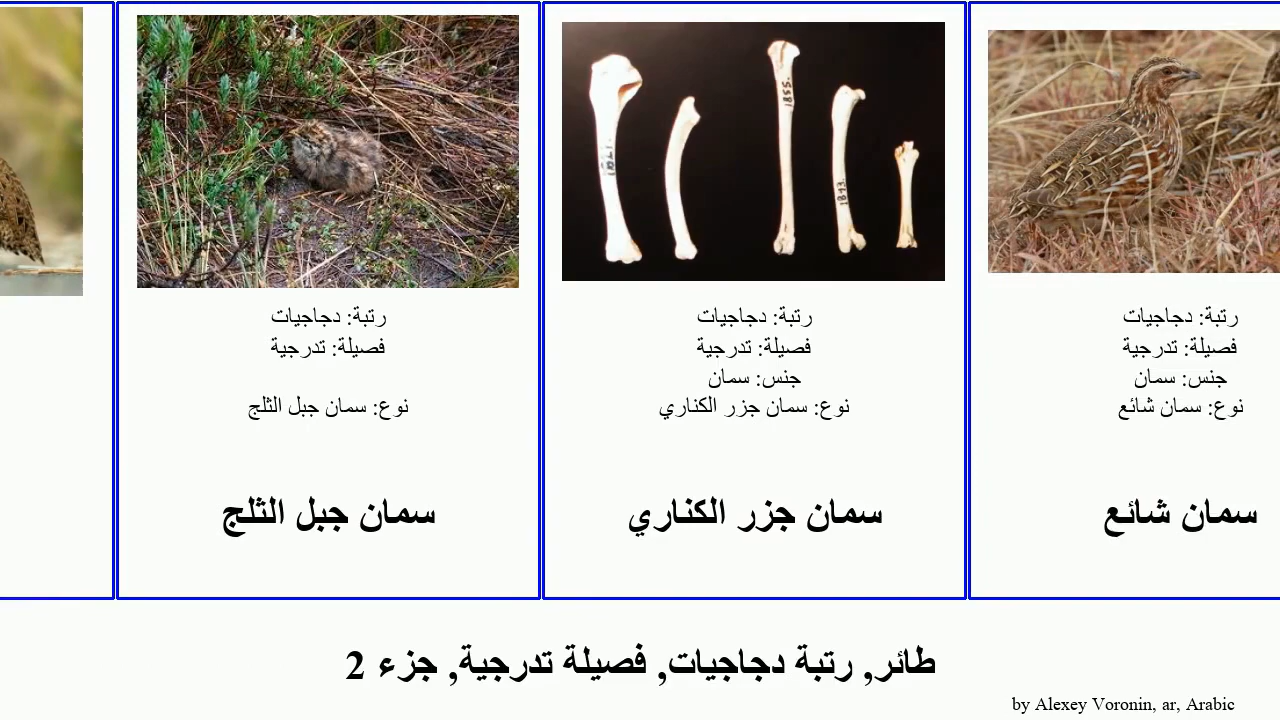 رتبة: دجاجيات
فصيلة: تدرجية
نوع: سمان جبل الثلج
سمان جبل الثلج
1855.
1813.
رتبة: دجاجيات
فصيلة: تدرجية
جنس: سمان
نوع: سمان جزر الكناري
سمان جزر الكناري
رتبة: دجاجيات
فصيلة: تدرجية
جنس: سمان
نوع: سمان شائع
سمان شائع
طائر, رتبة دجاجيات, فصيلة تدرجية, جزء 2
by Alexey Voronin, ar, Arabic